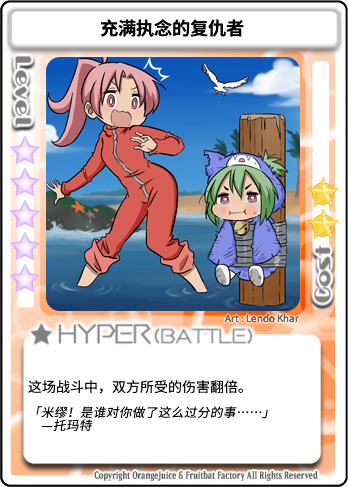 充满执念的复仇者
Level
Cost
Art : Lendo Khar
HYPER(BATTLE)
这场战斗中，双方所受的伤害翻倍。
「米缪！是谁对你做了这么过分的事……」
—托玛特
Copyright OrangeJuice & Fruitbat Factory All Rights Reserved